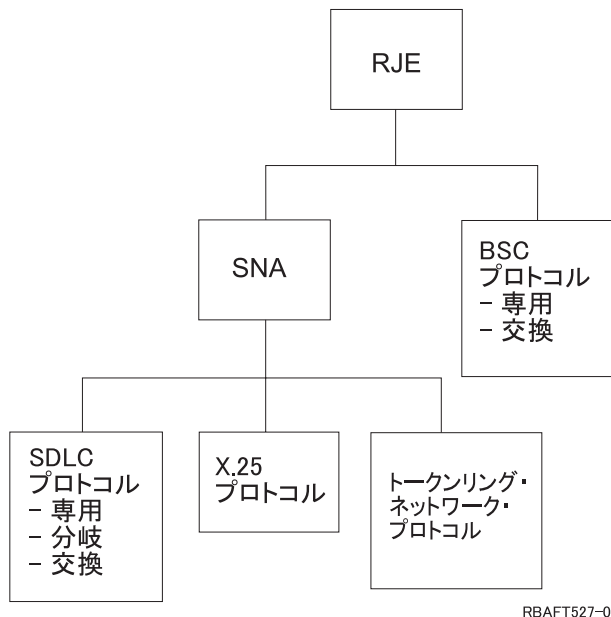 RJE
SNA
BSC
プロトコル
- 専用
- 交換
SDLC
プロトコル
- 専用
- 分岐
- 交換
X.25
プロトコル
トークンリング・
ネットワーク・
プロトコル
RBAFT527-0